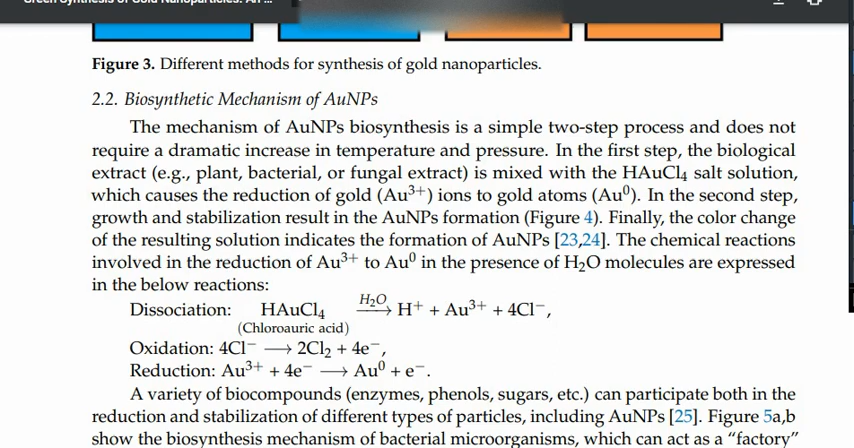 Green Synthesis of Gold Nanoparticles: An ...
Figure 3. Different methods for synthesis of gold nanoparticles.
2.2. Biosynthetic Mechanism of AuNPs
The mechanism of AuNPs biosynthesis is a simple two-step process and does not
require a dramatic increase in temperature and pressure. In the first step, the biological
extract (e.g., plant, bacterial, or fungal extract) is mixed with the HAuCl₄ salt solution,
which causes the reduction of gold (Au³⁺) ions to gold atoms (Au⁰). In the second step,
growth and stabilization result in the AuNPs formation (Figure 4). Finally, the color change
of the resulting solution indicates the formation of AuNPs [23,24]. The chemical reactions
involved in the reduction of Au³⁺ to Au⁰ in the presence of H₂O molecules are expressed
in the below reactions:
Dissociation: HAuCl₄ H₂O ⟶ H⁺ + Au³⁺ + 4Cl⁻,
(Chloroauric acid)
Oxidation: 4Cl⁻ ⟶ 2Cl₂ + 4e⁻,
Reduction: Au³⁺ + 4e⁻ ⟶ Au⁰ + e⁻.
A variety of biocompounds (enzymes, phenols, sugars, etc.) can participate both in the
reduction and stabilization of different types of particles, including AuNPs [25]. Figure 5a,b
show the biosynthesis mechanism of bacterial microorganisms, which can act as a “factory”